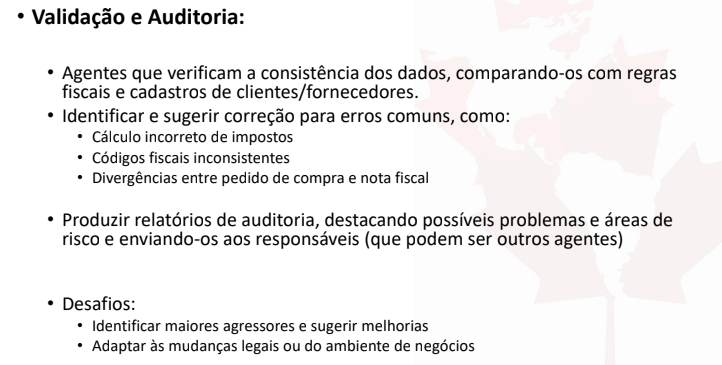 • Validação e Auditoria:
• Agentes que verificam a consistência dos dados, comparando-os com regras
fiscais e cadastros de clientes/fornecedores.
• Identificar e sugerir correção para erros comuns, como:
• Cálculo incorreto de impostos
• Códigos fiscais inconsistentes
• Divergências entre pedido de compra e nota fiscal
• Produzir relatórios de auditoria, destacando possíveis problemas e áreas de
risco e enviando-os aos responsáveis (que podem ser outros agentes)
• Desafios:
• Identificar maiores agressores e sugerir melhorias
• Adaptar às mudanças legais ou do ambiente de negócios